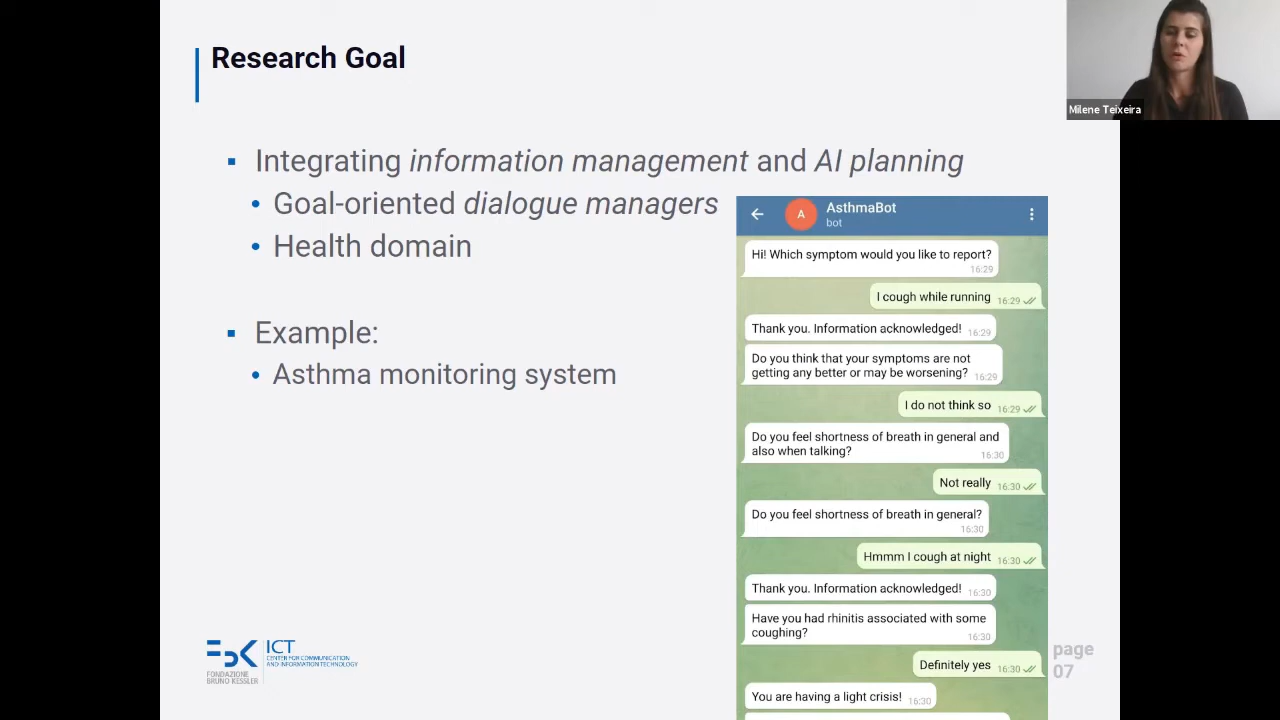 Research Goal
Integrating information management and AI planning
Goal-oriented dialogue managers
Health domain
Example:
Asthma monitoring system
Milene Teixeira
A
AsthmaBot
bot
Hi! Which symptom would you like to report?
16:29
I cough while running 16:29
Thank you. Information acknowledged! 16:29
Do you think that your symptoms are not
getting any better or may be worsening? 16:29
I do not think so 16:29
Do you feel shortness of breath in general and
also when talking? 16:30
Not really 16:30
Do you feel shortness of breath in general?
16:30
Hmmm I cough at night 16:30
Thank you. Information acknowledged! 16:30
Have you had rhinitis associated with some
coughing? 16:30
Definitely yes 16:30
You are having a light crisis! 16:30
FBK
FONDAZIONE
BRUNO KESSLER
ICT
CENTER FOR COMMUNICATION
AND INFORMATION TECHNOLOGY
page
07